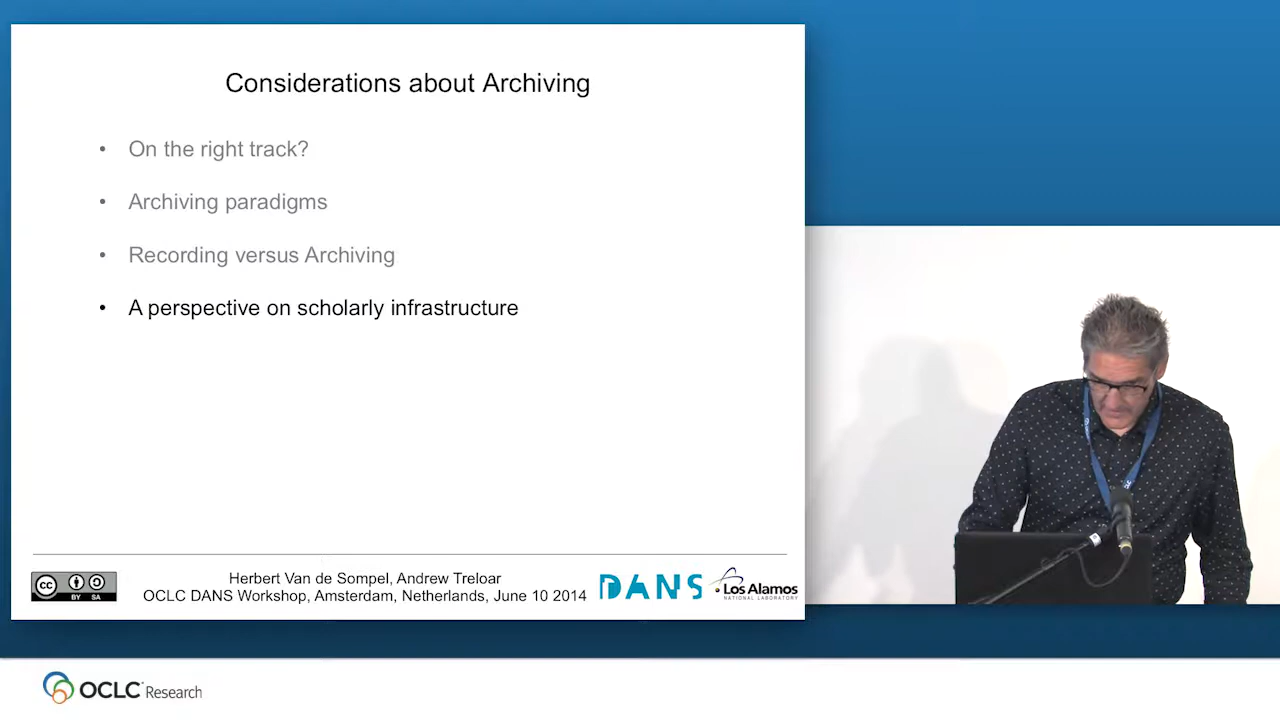 Considerations about Archiving
• On the right track?
• Archiving paradigms
• Recording versus Archiving
• A perspective on scholarly infrastructure
Herbert Van de Sompel, Andrew Treloar
OCLC DANS Workshop, Amsterdam, Netherlands, June 10 2014
cc
BY SA
DANS
Los Alamos
NATIONAL LABORATORY
OCLC Research